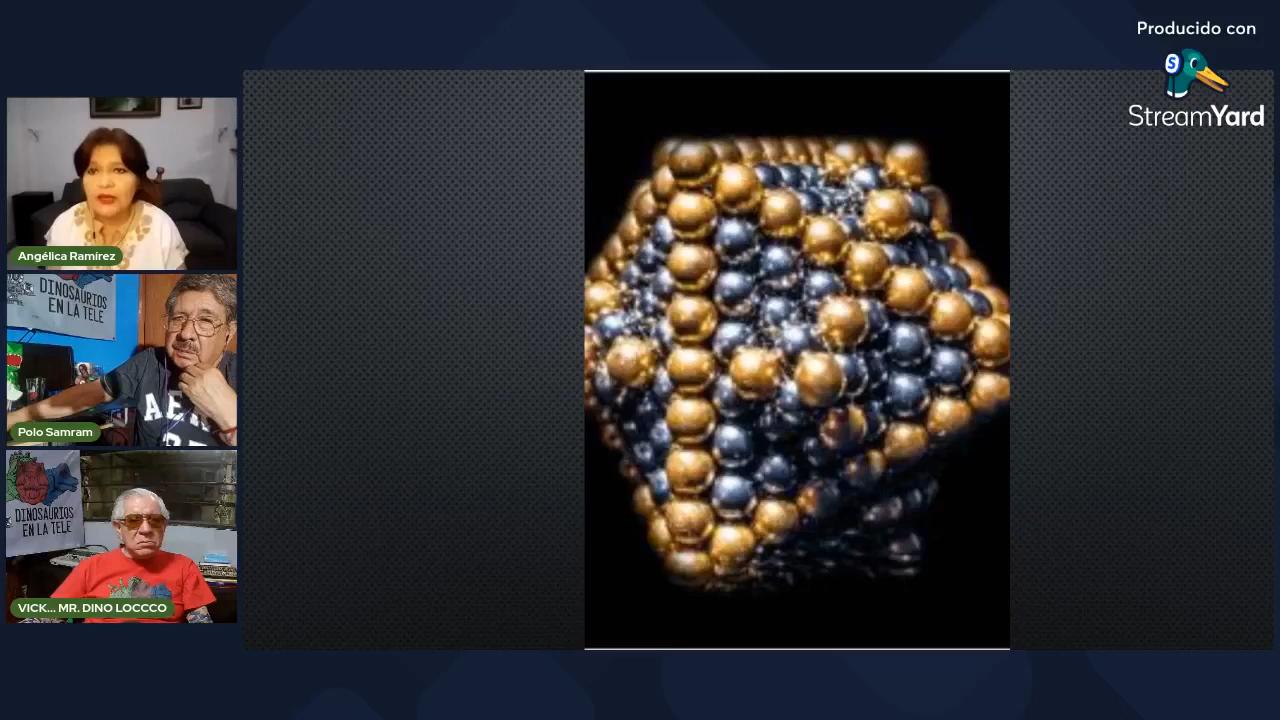 Producido con
S
StreamYard
Angélica Ramírez
DINOSAURIOS
EN LA TELE
Polo Samram
DINOSAURIOS
EN LA TELE
VICK... MR. DINO LOCCCO